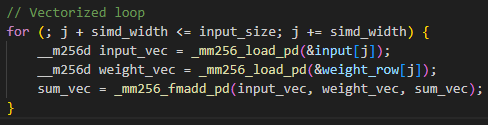 // Vectorized loop
for (; j + simd_width <= input_size; j += simd_width) {
    __m256d input_vec = _mm256_load_pd(&input[j]);
    __m256d weight_vec = _mm256_load_pd(&weight_row[j]);
    sum_vec = _mm256_fmadd_pd(input_vec, weight_vec, sum_vec);
}